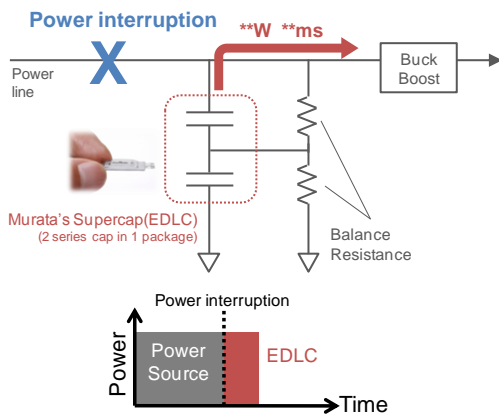 Power interruption
**W **ms
Power
line
Buck
Boost
Murata's Supercap(EDLC)
(2 series cap in 1 package)
Balance
Resistance
Power interruption
Power
Power
Source
EDLC
Time